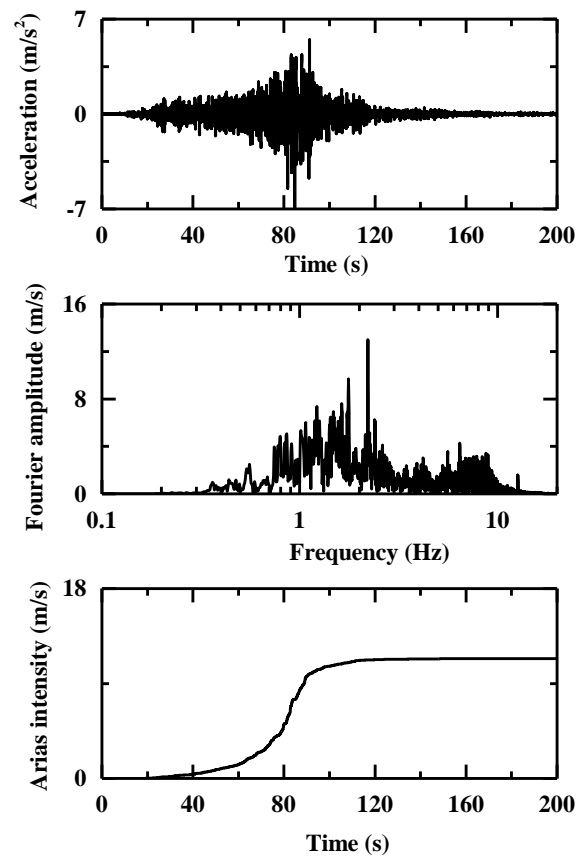 7
0
-7
Acceleration (m/s²)
0 40 80 120 160 200
Time (s)
16
8
0
Fourier amplitude (m/s)
0.1 1 10
Frequency (Hz)
18
0
Arias intensity (m/s)
0 40 80 120 160 200
Time (s)